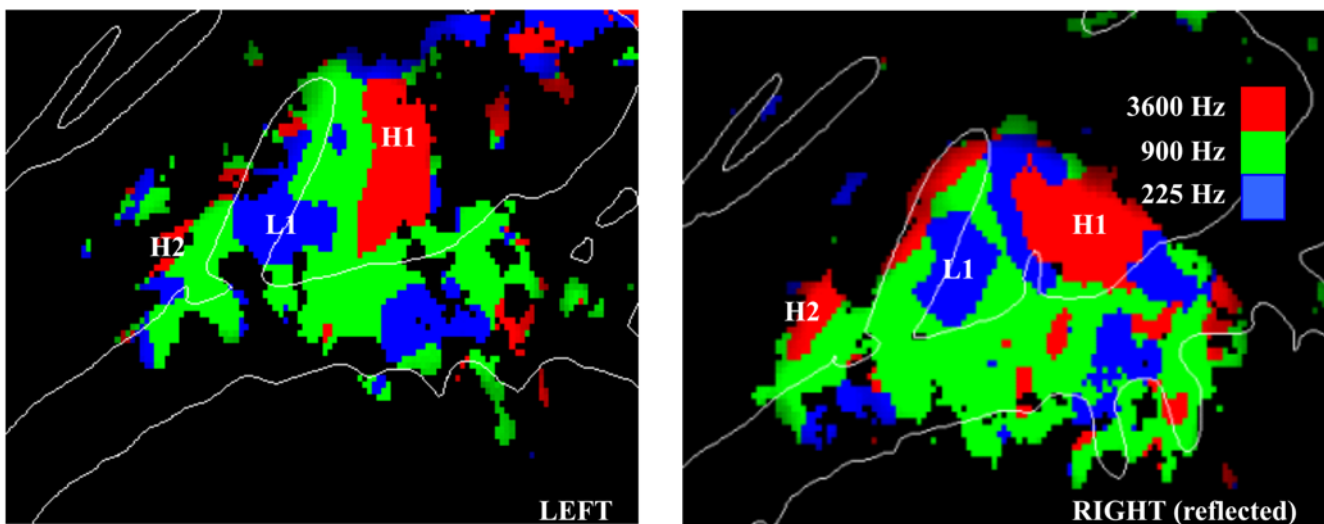 H1
L1
H2
LEFT
3600 Hz
900 Hz
225 Hz
H1
L1
H2
RIGHT (reflected)